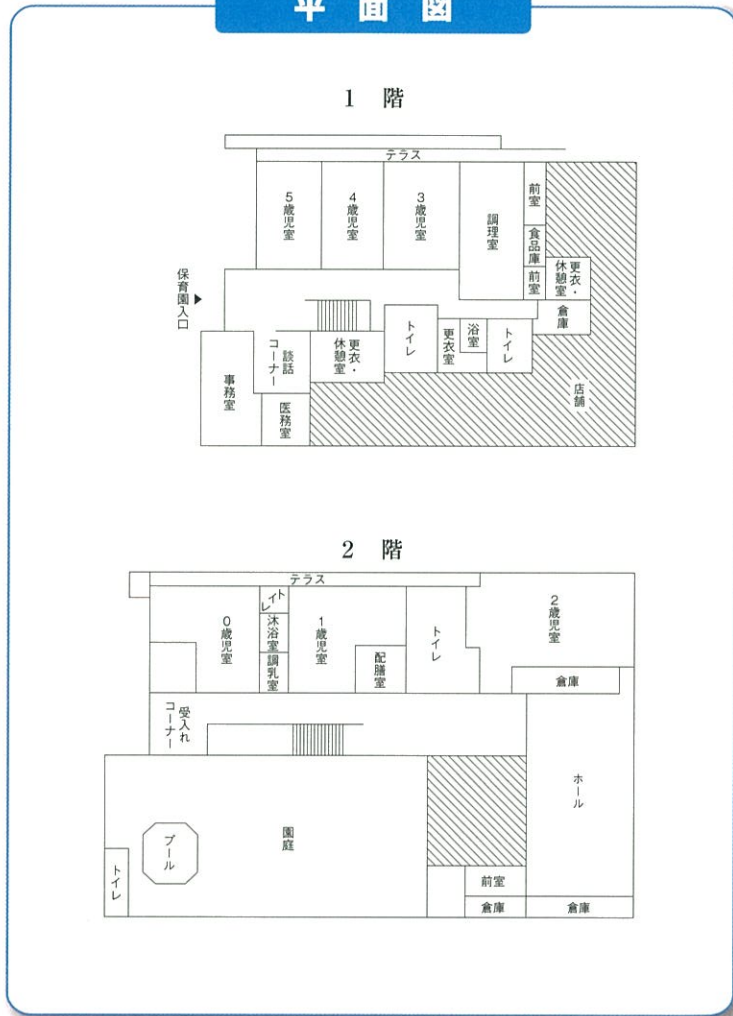 平面図
1 階
テラス
5歳児室
4歳児室
3歳児室
調理室
前室
食品庫
前室
更衣・
休憩室
倉庫
保育園入口
▶
事務室
談話
コーナー
医務室
更衣・
休憩室
トイレ
更衣室
浴室
トイレ
店舗
2 階
テラス
0歳児室
トイレ
沐浴室
調乳室
1歳児室
配膳室
トイレ
2歳児室
倉庫
受入れ
コーナー
ホール
園庭
プール
トイレ
前室
倉庫
倉庫